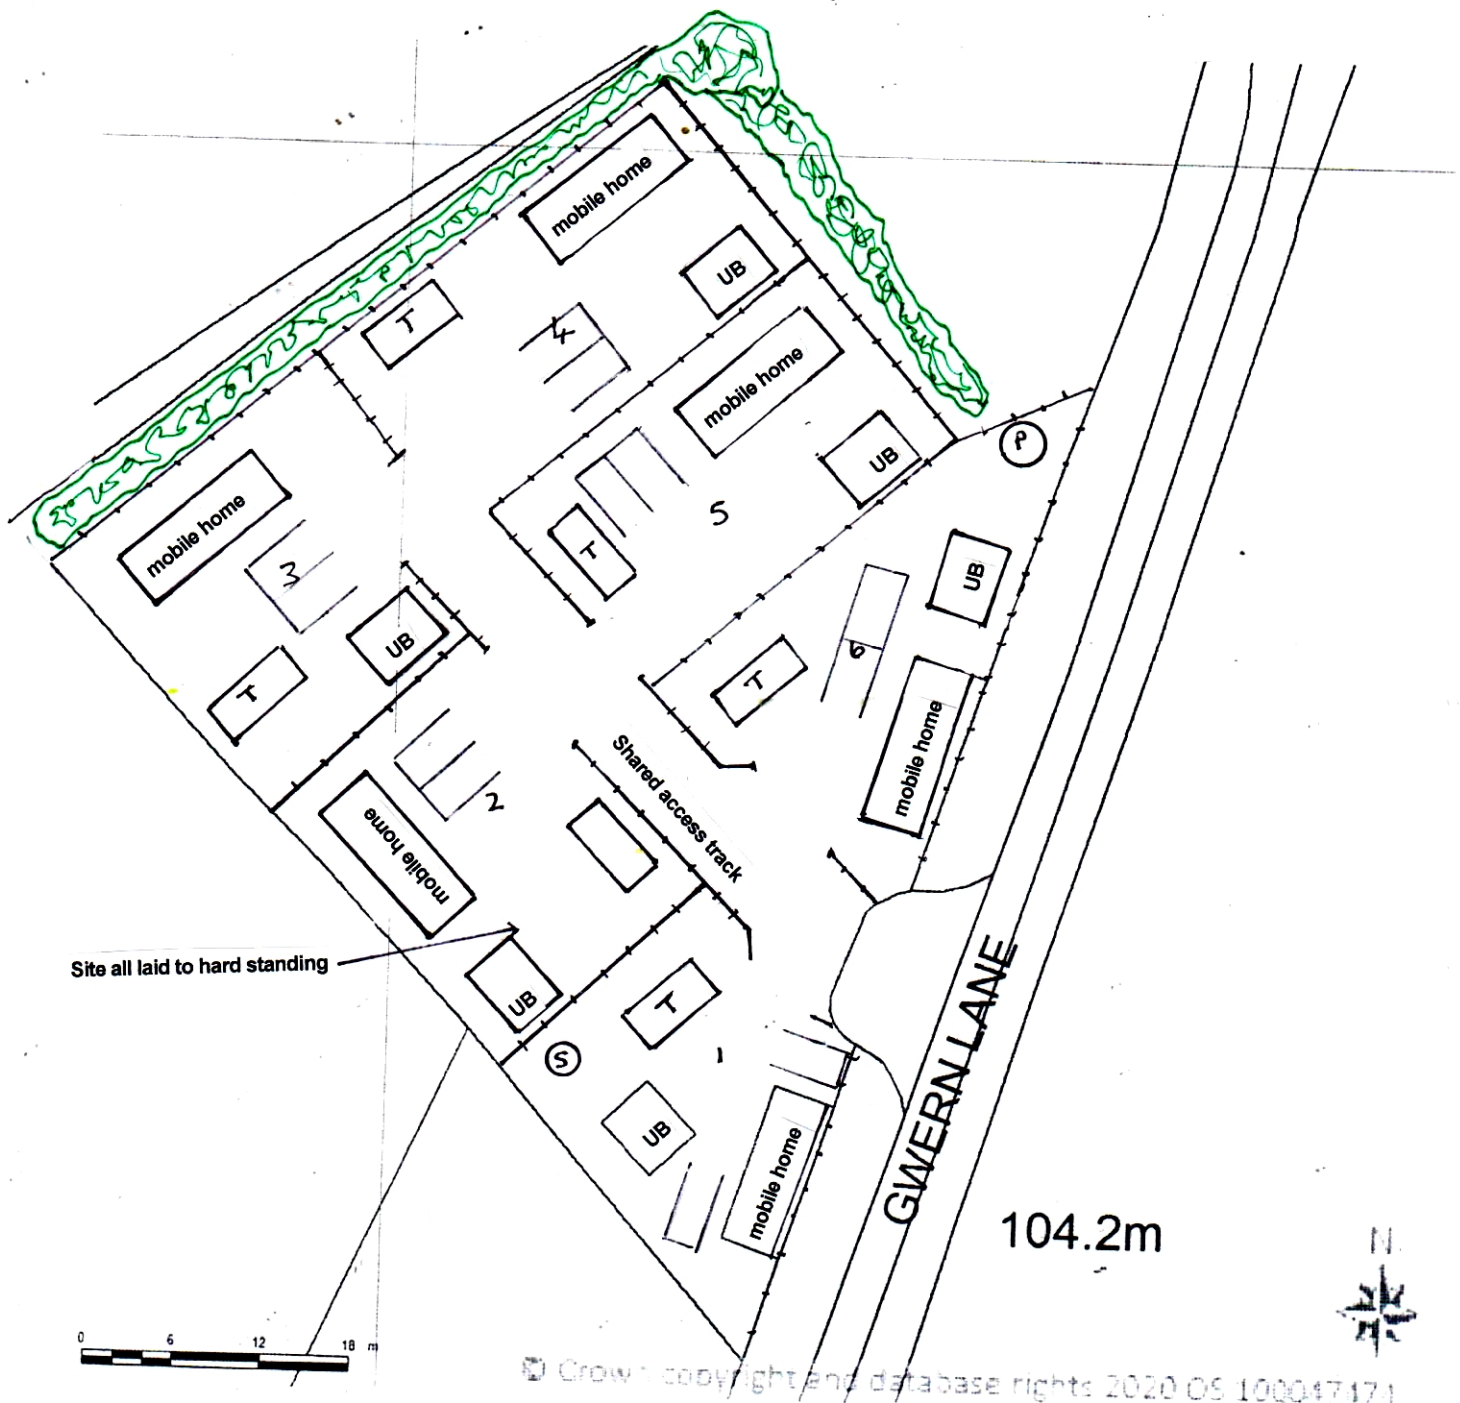 mobile home
UB
T
4
mobile home
UB
P
mobile home
5
T
3
UB
UB
T
6
T
mobile home
2
Shared access track
mobile home
Site all laid to hard standing
UB
T
S
1
UB
mobile home
GWERN LANE
104.2m
N
0 6 12 18 m
© Crown copyright and database rights 2020 OS 100047474